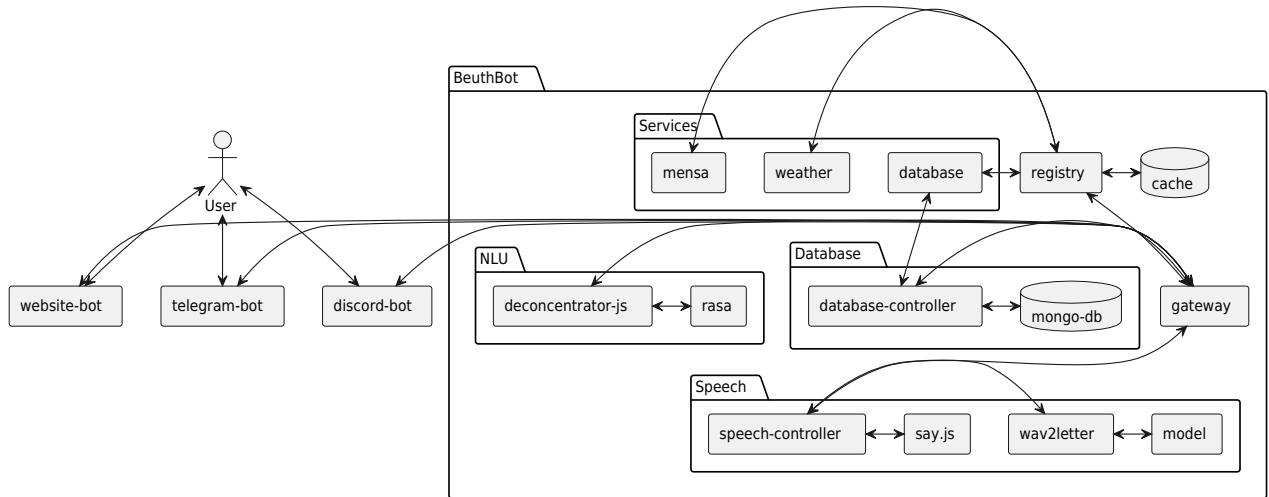 BeuthBot
Services
mensa
weather
database
registry
cache
User
NLU
Database
website-bot
telegram-bot
discord-bot
deconcentrator-js
rasa
database-controller
mongo-db
gateway
Speech
speech-controller
say.js
wav2letter
model